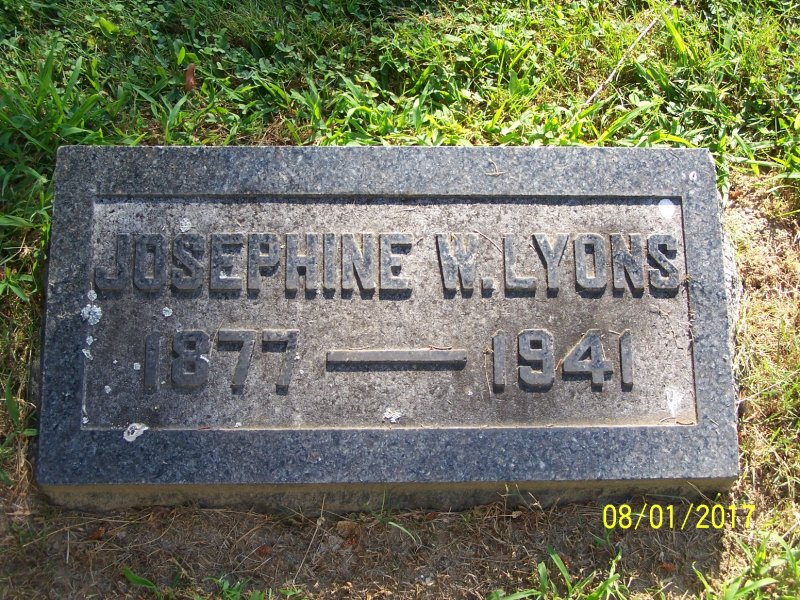 JOSEPHINE W. LYONS
1877 — 1941
08/01/2017